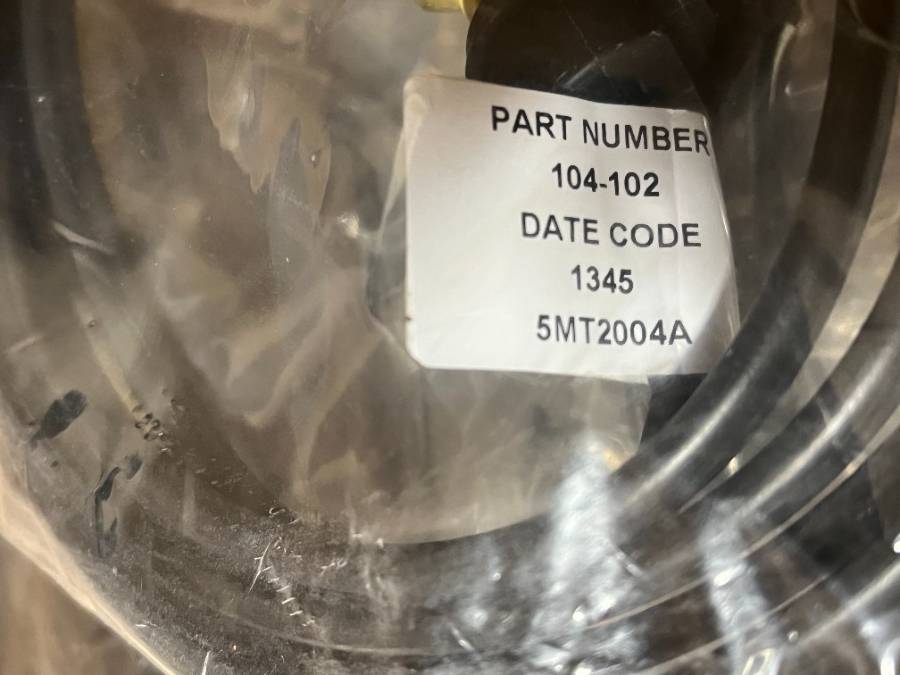 PART NUMBER
104-102
DATE CODE
1345
5MT2004A